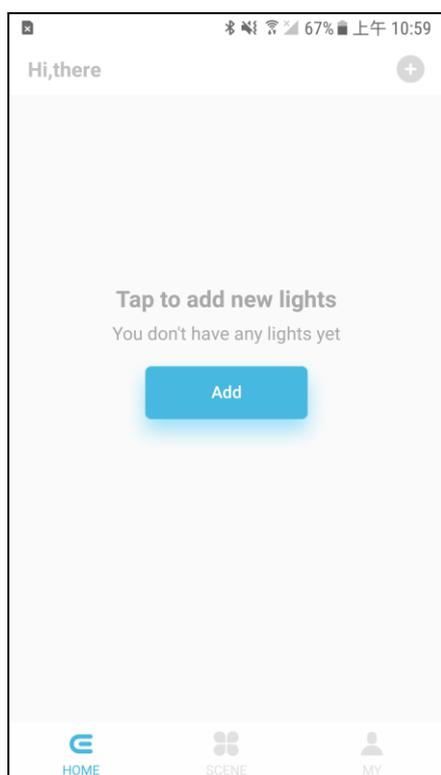 67% 上午 10:59
Hi,there
Tap to add new lights
You don't have any lights yet
Add
HOME
SCENE
MY